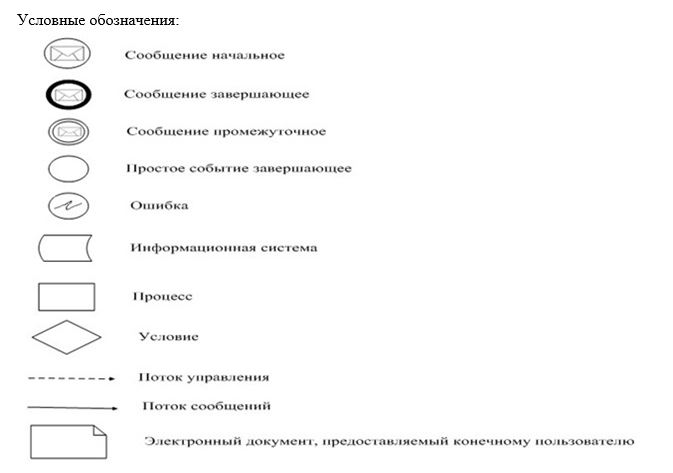 Условные обозначения:
Сообщение начальное
Сообщение завершающее
Сообщение промежуточное
Простое событие завершающее
Ошибка
Информационная система
Процесс
Условие
Поток управления
Поток сообщений
Электронный документ, предоставляемый конечному пользователю